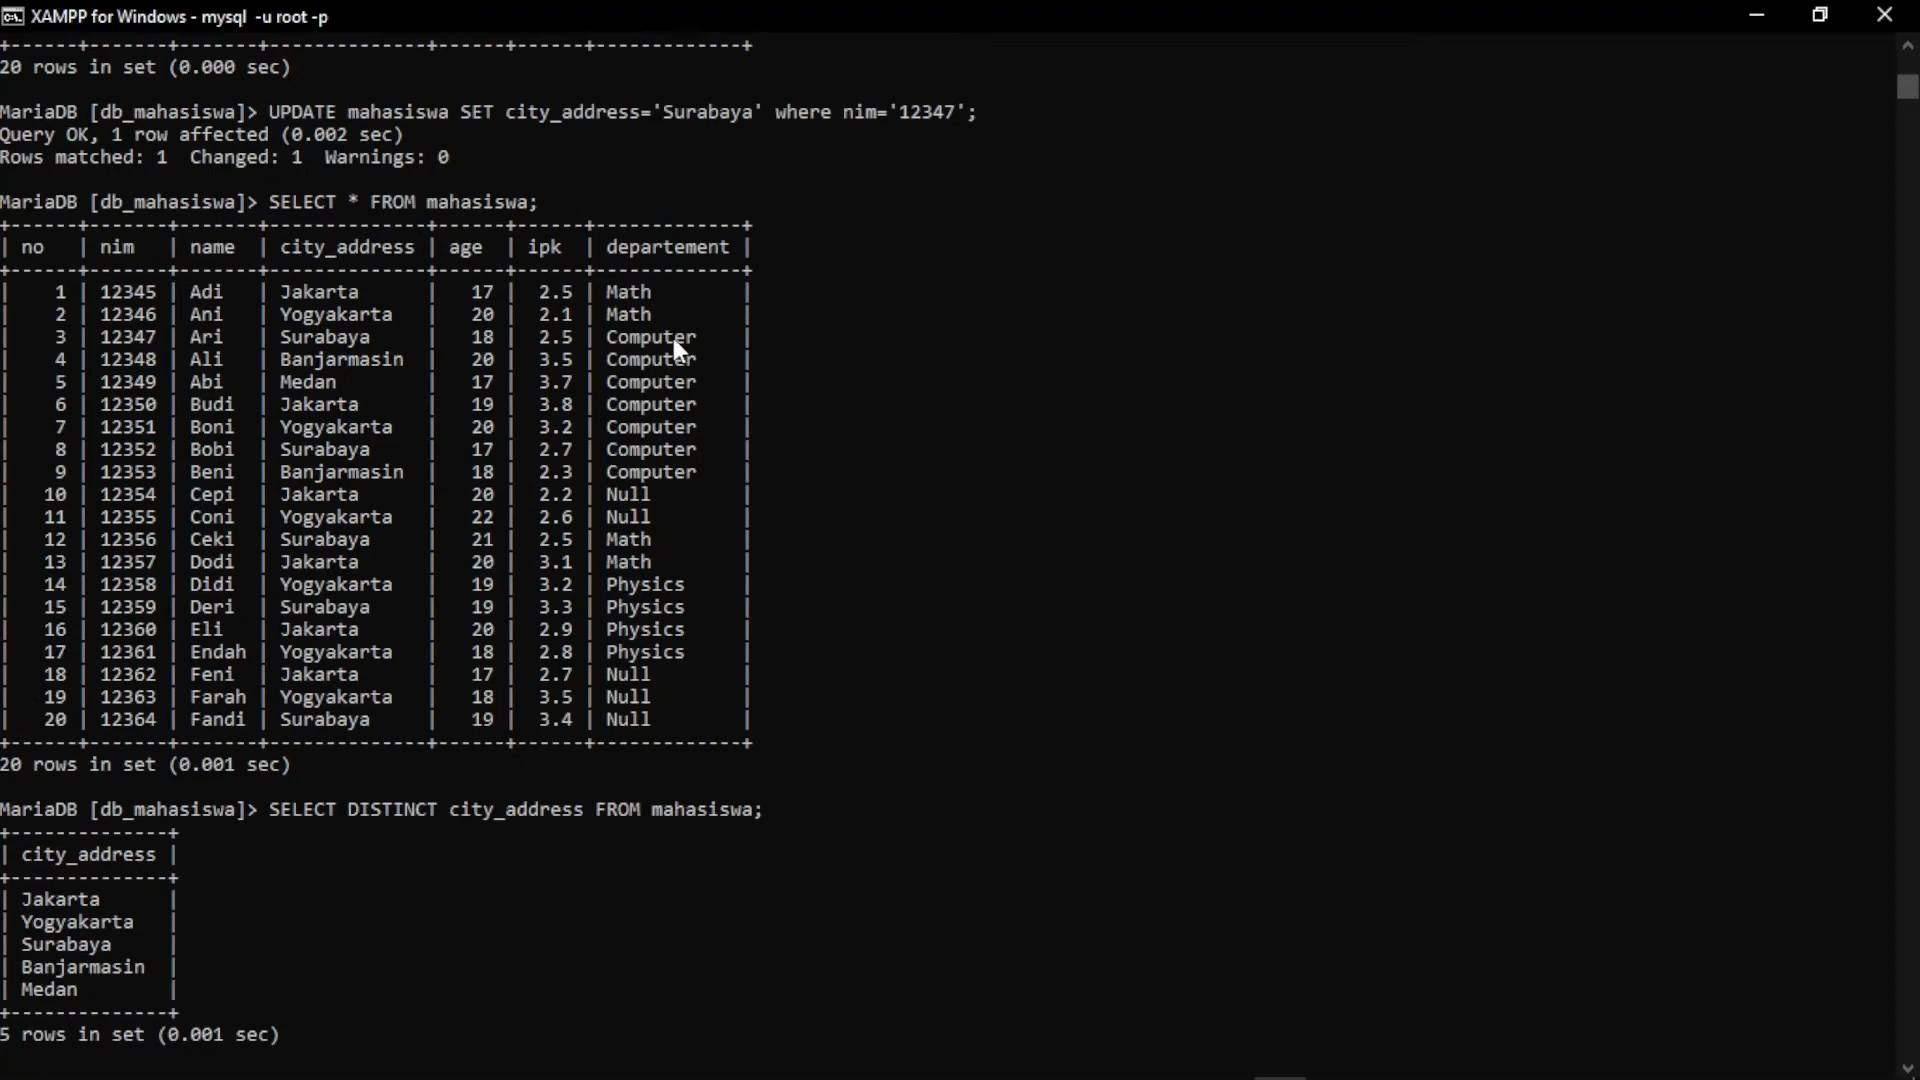 XAMPP for Windows - mysql -u root -p
+------+-------+-------+--------------+------+------+-------------+
20 rows in set (0.000 sec)
MariaDB [db_mahasiswa]> UPDATE mahasiswa SET city_address='Surabaya' where nim='12347';
Query OK, 1 row affected (0.002 sec)
Rows matched: 1  Changed: 1  Warnings: 0
MariaDB [db_mahasiswa]> SELECT * FROM mahasiswa;
+------+-------+-------+--------------+------+------+-------------+
| no   | nim   | name  | city_address | age  | ipk  | departement |
+------+-------+-------+--------------+------+------+-------------+
|    1 | 12345 | Adi   | Jakarta      |   17 |  2.5 | Math        |
|    2 | 12346 | Ani   | Yogyakarta   |   20 |  2.1 | Math        |
|    3 | 12347 | Ari   | Surabaya     |   18 |  2.5 | Computer    |
|    4 | 12348 | Ali   | Banjarmasin  |   20 |  3.5 | Computer    |
|    5 | 12349 | Abi   | Medan        |   17 |  3.7 | Computer    |
|    6 | 12350 | Budi  | Jakarta      |   19 |  3.8 | Computer    |
|    7 | 12351 | Boni  | Yogyakarta   |   20 |  3.2 | Computer    |
|    8 | 12352 | Bobi  | Surabaya     |   17 |  2.7 | Computer    |
|    9 | 12353 | Beni  | Banjarmasin  |   18 |  2.3 | Computer    |
|   10 | 12354 | Cepi  | Jakarta      |   20 |  2.2 | Null        |
|   11 | 12355 | Coni  | Yogyakarta   |   22 |  2.6 | Null        |
|   12 | 12356 | Ceki  | Surabaya     |   21 |  2.5 | Math        |
|   13 | 12357 | Dodi  | Jakarta      |   20 |  3.1 | Math        |
|   14 | 12358 | Didi  | Yogyakarta   |   19 |  3.2 | Physics     |
|   15 | 12359 | Deri  | Surabaya     |   19 |  3.3 | Physics     |
|   16 | 12360 | Eli   | Jakarta      |   20 |  2.9 | Physics     |
|   17 | 12361 | Endah | Yogyakarta   |   18 |  2.8 | Physics     |
|   18 | 12362 | Feni  | Jakarta      |   17 |  2.7 | Null        |
|   19 | 12363 | Farah | Yogyakarta   |   18 |  3.5 | Null        |
|   20 | 12364 | Fandi | Surabaya     |   19 |  3.4 | Null        |
+------+-------+-------+--------------+------+------+-------------+
20 rows in set (0.001 sec)
MariaDB [db_mahasiswa]> SELECT DISTINCT city_address FROM mahasiswa;
+--------------+
| city_address |
+--------------+
| Jakarta      |
| Yogyakarta   |
| Surabaya     |
| Banjarmasin  |
| Medan        |
+--------------+
5 rows in set (0.001 sec)